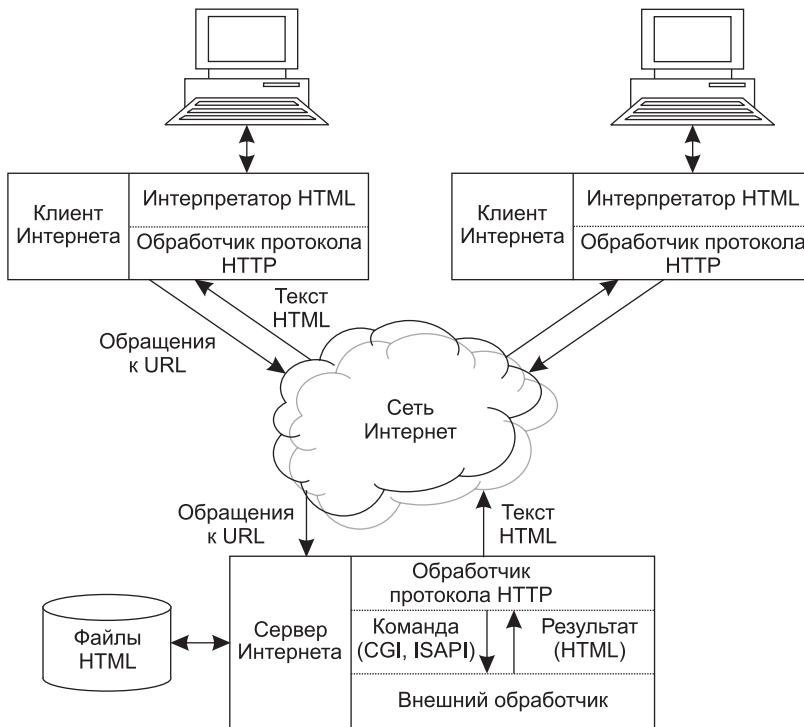 Клиент
Интернета
Интерпретатор HTML
Обработчик протокола
HTTP
Клиент
Интернета
Интерпретатор HTML
Обработчик протокола
HTTP
Текст
HTML
Обращения
к URL
Сеть
Интернет
Обращения
к URL
Текст
HTML
Файлы
HTML
Сервер
Интернета
Обработчик
протокола HTTP
Команда
(CGI, ISAPI)
Результат
(HTML)
Внешний обработчик